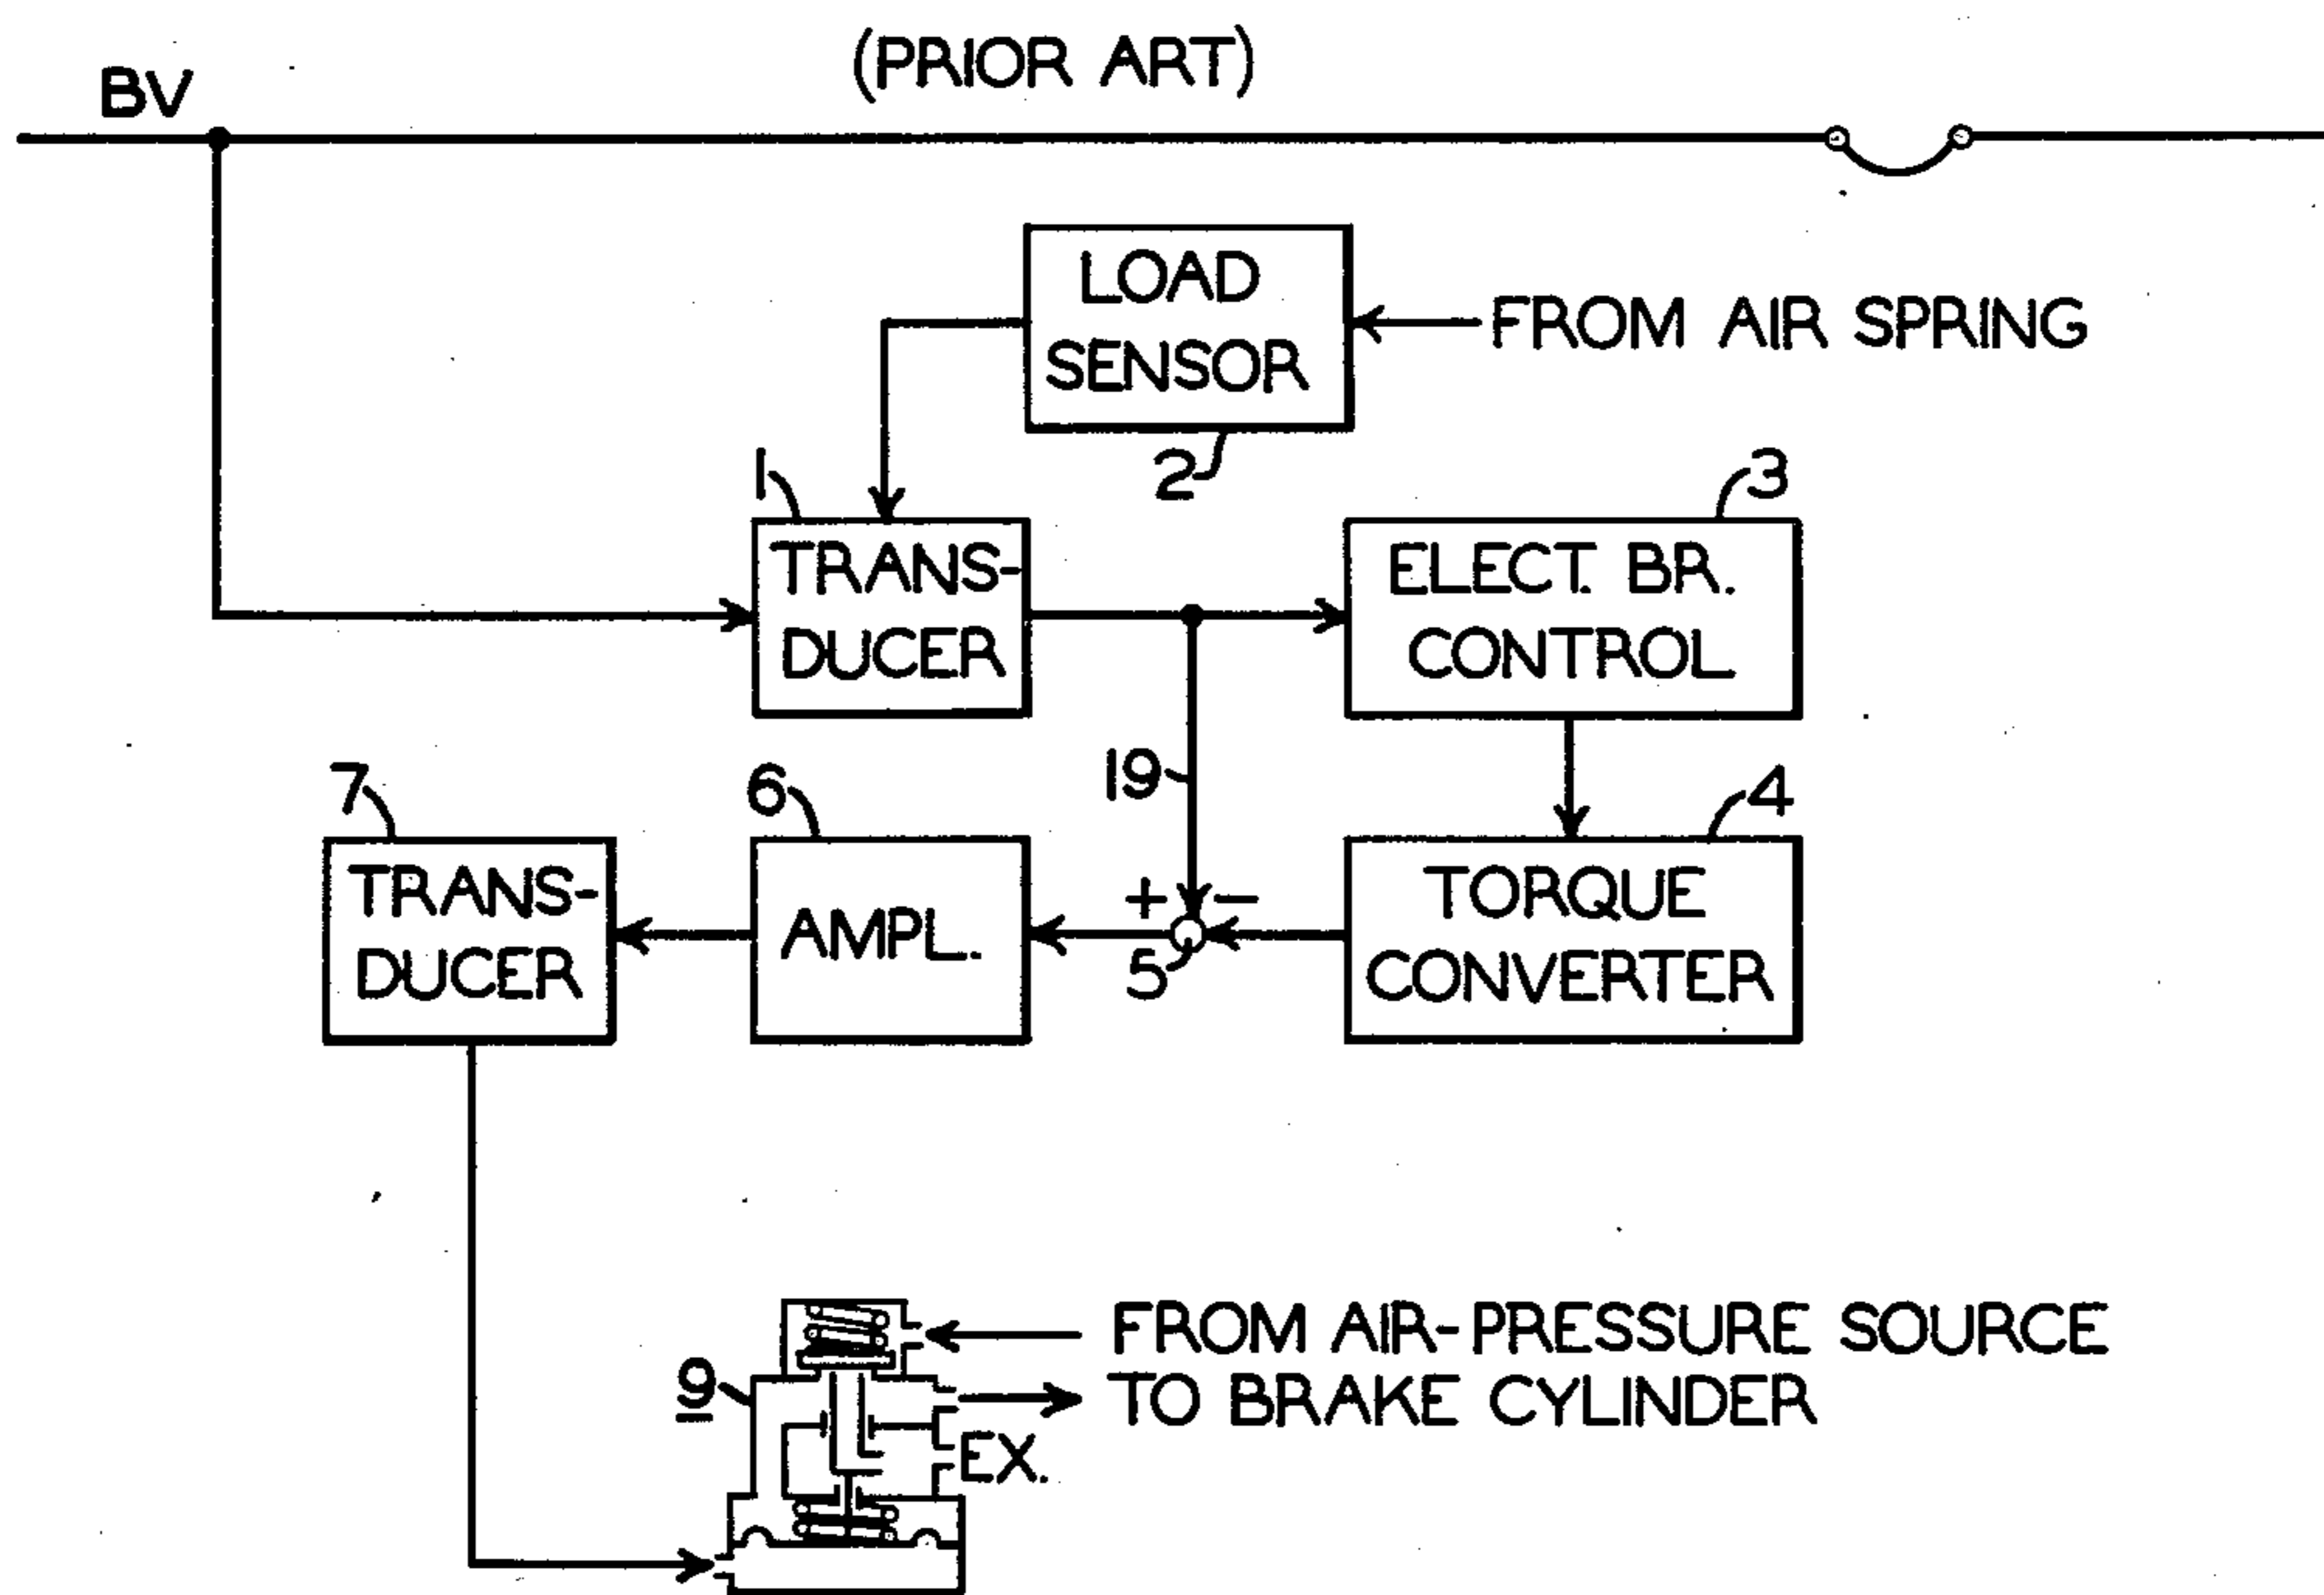 (PRIOR ART)
BV
LOAD
SENSOR
FROM AIR SPRING
2
1
3
TRANS-
DUCER
ELECT. BR.
CONTROL
19
7
6
4
TRANS-
DUCER
AMPL.
+
-
5
TORQUE
CONVERTER
FROM AIR-PRESSURE SOURCE
TO BRAKE CYLINDER
9
EX.